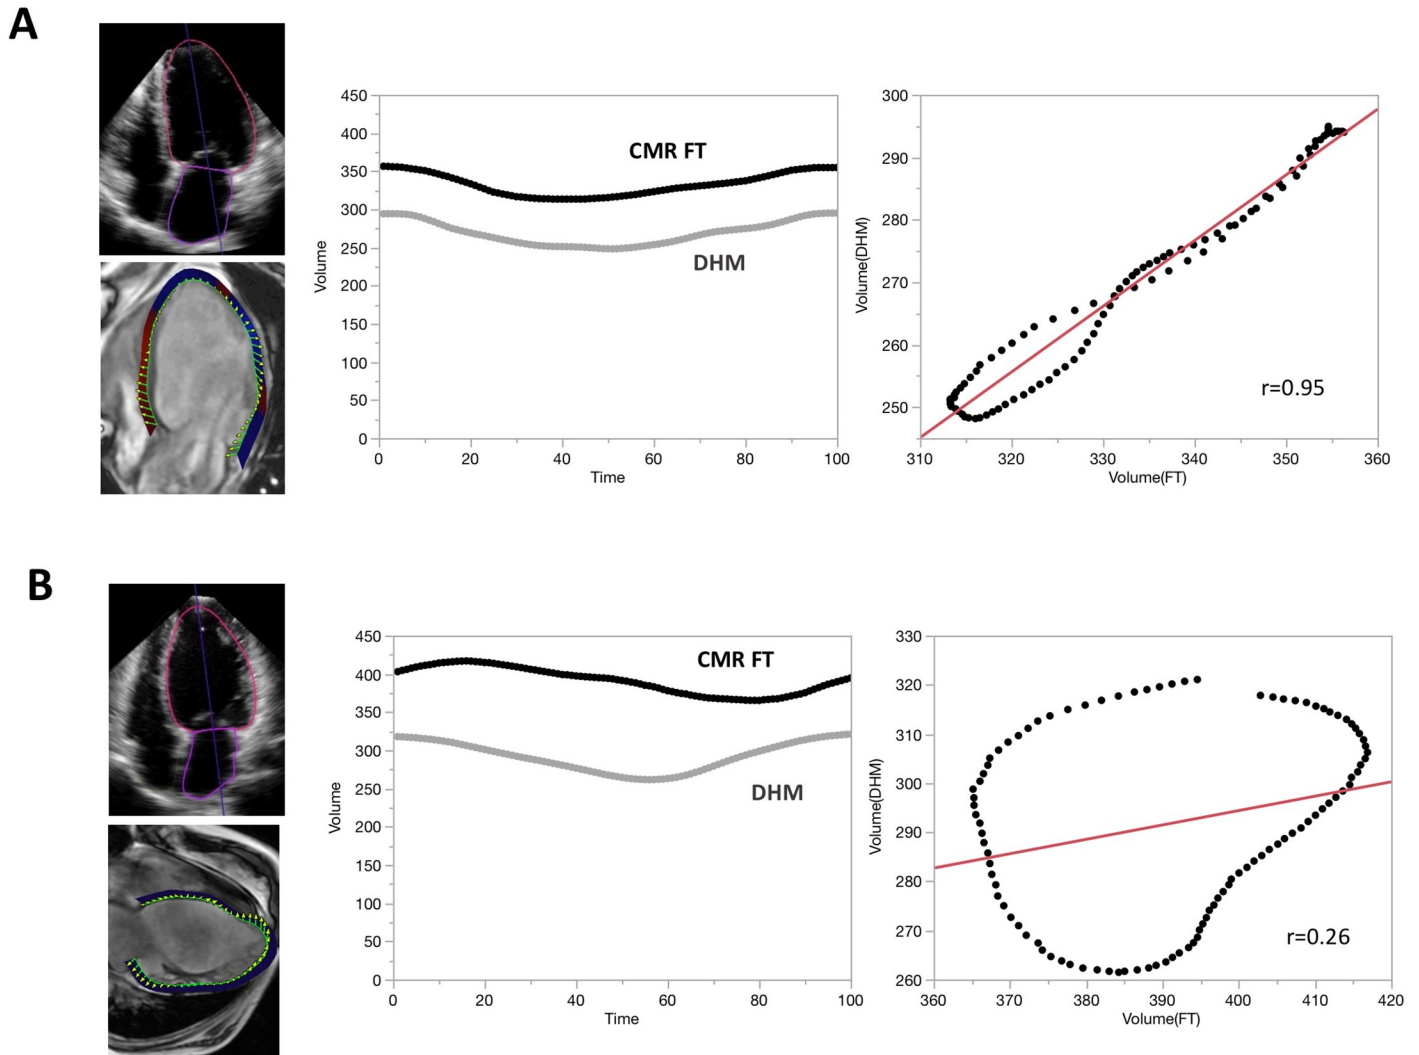 A
450
400
350
300
250
200
150
100
50
0
Volume
CMR FT
DHM
0 20 40 60 80 100
Time
300
290
280
270
260
250
Volume(DHM)
r=0.95
310 320 330 340 350 360
Volume(FT)
B
450
400
350
300
250
200
150
100
50
0
Volume
CMR FT
DHM
0 20 40 60 80 100
Time
330
320
310
300
290
280
270
260
Volume(DHM)
r=0.26
360 370 380 390 400 410 420
Volume(FT)